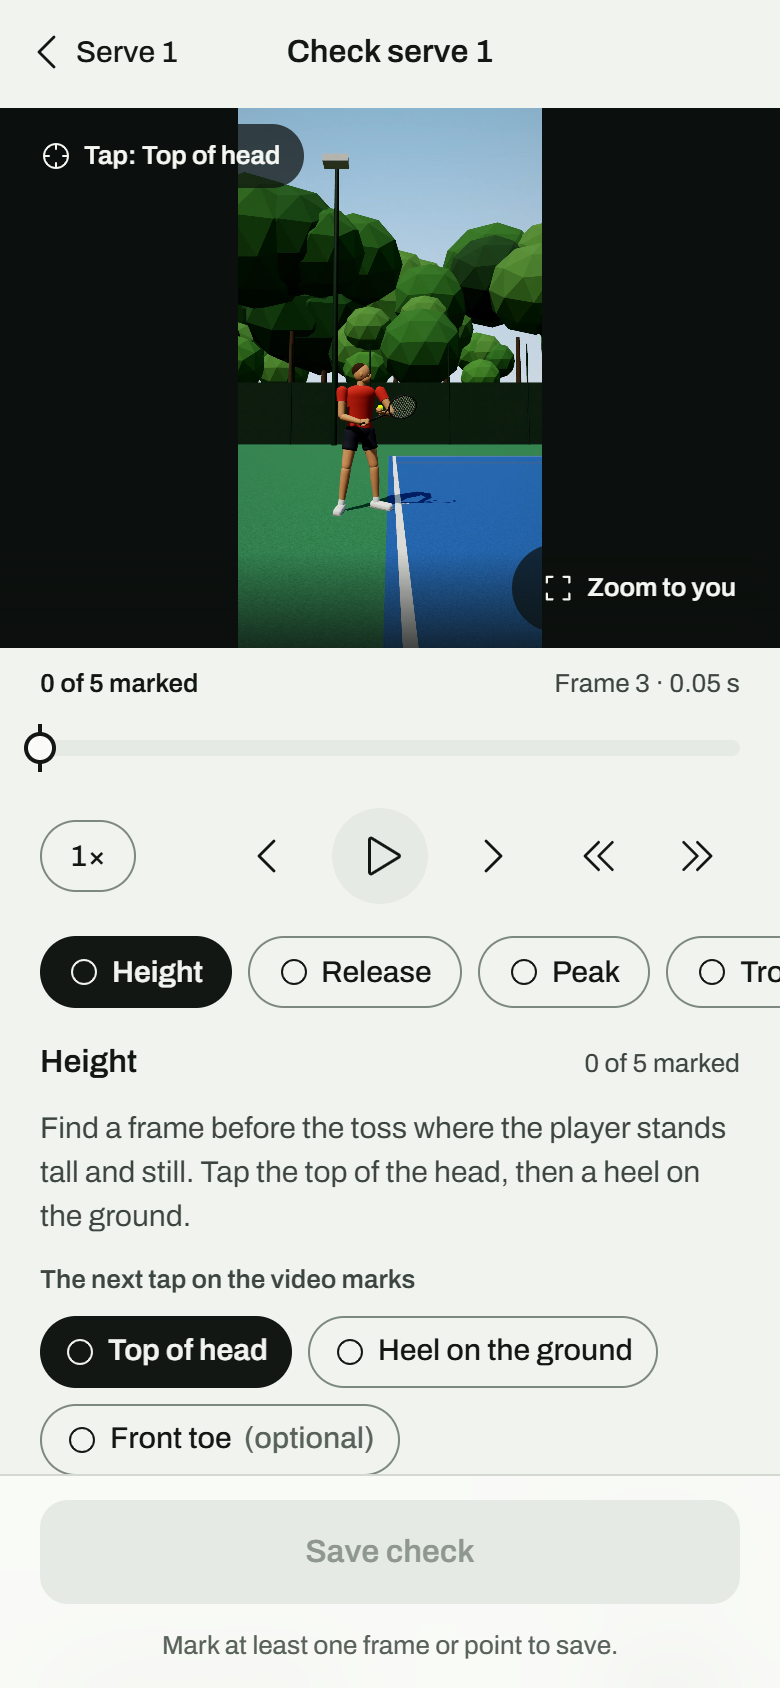 Serve 1
Check serve 1
Tap: Top of head
Zoom to you
0 of 5 marked
Frame 3 · 0.05 s
1×
Height
Release
Peak
Tro
Height
0 of 5 marked
Find a frame before the toss where the player stands
tall and still. Tap the top of the head, then a heel on
the ground.
The next tap on the video marks
Top of head
Heel on the ground
Front toe (optional)
Save check
Mark at least one frame or point to save.